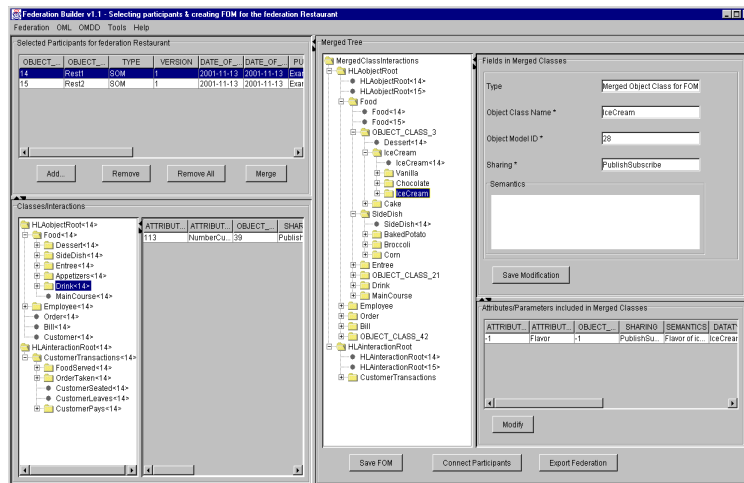 Federation Builder v1.1 - Selecting participants & creating FOM for the federation Restaurant
Federation OML OMDD Tools Help
Selected Participants for federation Restaurant
OBJECT_... OBJECT_... TYPE VERSION DATE_OF_... DATE_OF_... PU
14 Rest1 SOM 1 2001-11-13 2001-11-13 Exar
15 Rest2 SOM 1 2001-11-13 2001-11-13 Exar
Add... Remove Remove All Merge
Classes/Interactions
HLAobjectRoot<14>
Food<14>
Dessert<14>
SideDish<14>
Entree<14>
Appetizers<14>
Drink<14>
MainCourse<14>
Employee<14>
Order<14>
Bill<14>
Customer<14>
HLAinteractionRoot<14>
CustomerTransactions<14>
FoodServed<14>
OrderTaken<14>
CustomerSeated<14>
CustomerLeaves<14>
CustomerPays<14>
ATTRIBUT... ATTRIBUT... OBJECT_... SHAR
113 NumberCu... 39 Publish
Merged Tree
MergedClassInteractions
HLAobjectRoot
HLAobjectRoot<14>
HLAobjectRoot<15>
Food
Food<14>
Food<15>
OBJECT_CLASS_3
Dessert<14>
IceCream
IceCream<14>
Vanilla
Chocolate
IceCream
Cake
SideDish
SideDish<14>
BakedPotato
Broccoli
Corn
Entree
OBJECT_CLASS_21
Drink
MainCourse
Employee
Order
Bill
OBJECT_CLASS_42
HLAinteractionRoot
HLAinteractionRoot<14>
HLAinteractionRoot<15>
CustomerTransactions
Fields in Merged Classes
Type Merged Object Class for FOM
Object Class Name * IceCream
Object Model ID * 28
Sharing * PublishSubscribe
Semantics
Save Modification
Attributes/Parameters included in Merged Classes
ATTRIBUT... ATTRIBUT... OBJECT_... SHARING SEMANTICS DATAT
-1 Flavor -1 PublishSu... Flavor of ic... IceCrear
Modify
Save FOM Connect Participants Export Federation